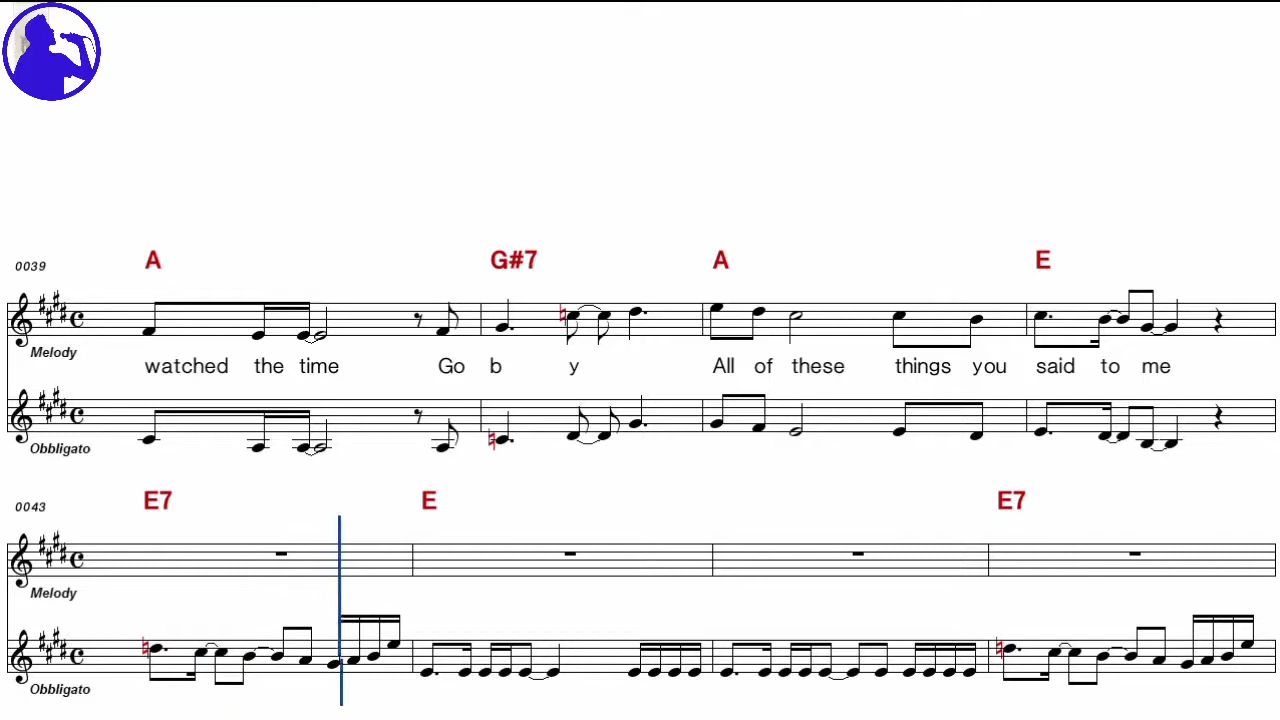 A G#7 A E
0039
Melody
watched the time Go b y All of these things you said to me
Obbligato
E7 E E7
0043
Melody
Obbligato